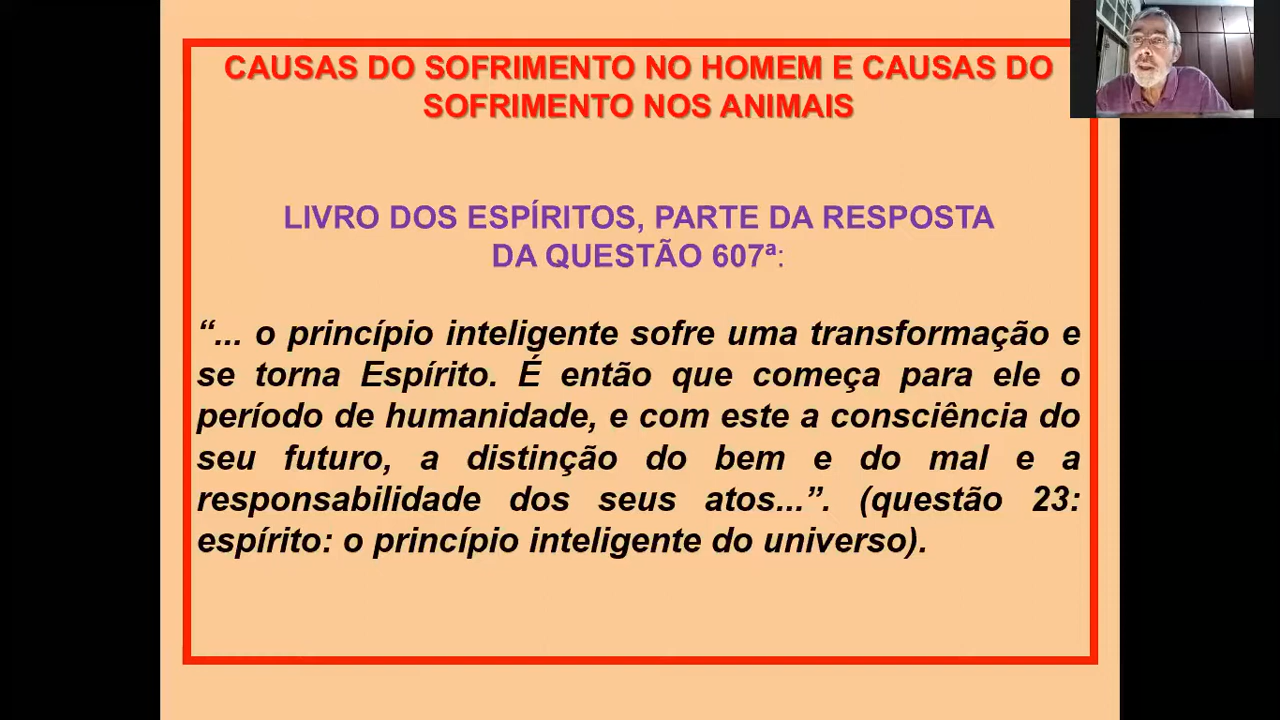 CAUSAS DO SOFRIMENTO NO HOMEM E CAUSAS DO
SOFRIMENTO NOS ANIMAIS
LIVRO DOS ESPÍRITOS, PARTE DA RESPOSTA
DA QUESTÃO 607ª:
“... o princípio inteligente sofre uma transformação e
se torna Espírito. É então que começa para ele o
período de humanidade, e com este a consciência do
seu futuro, a distinção do bem e do mal e a
responsabilidade dos seus atos...”. (questão 23:
espírito: o princípio inteligente do universo).